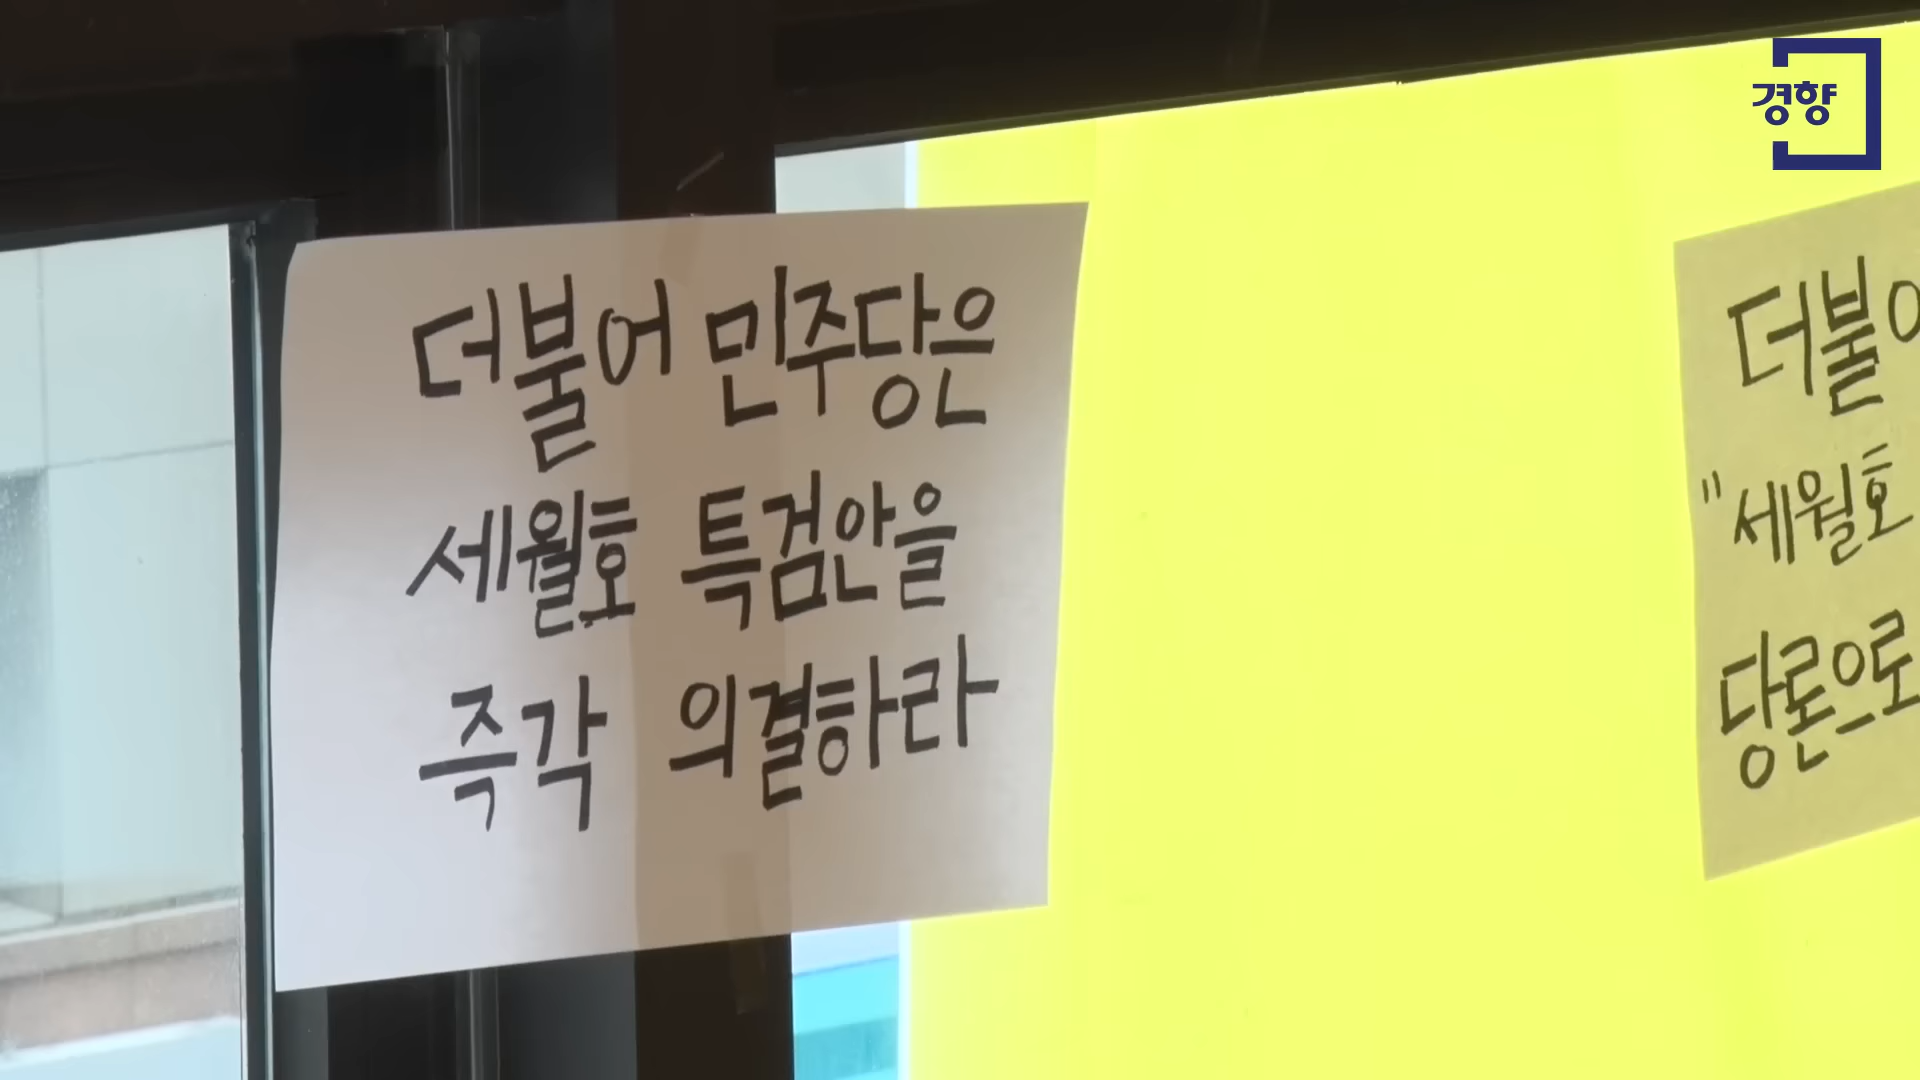 경향
더불어 민주당은
세월호 특검안을
즉각 의결하라
더불어
"세월호
당론으로